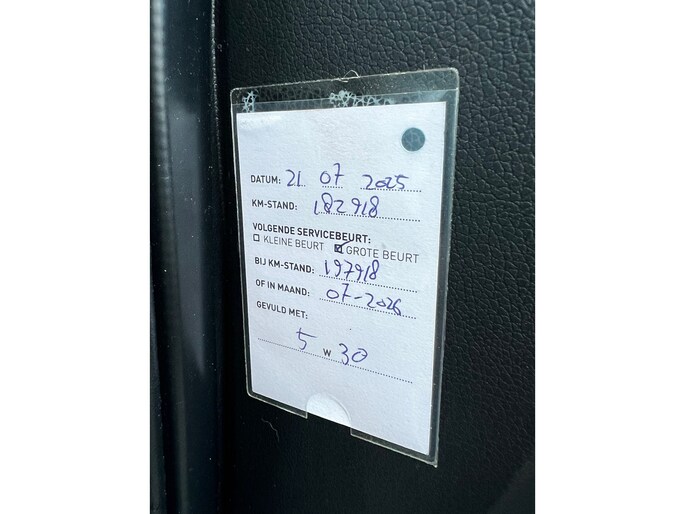 DATUM: 21 07 2025
KM-STAND: 182918
VOLGENDE SERVICEBEURT:
☐ KLEINE BEURT ☒ GROTE BEURT
BIJ KM-STAND: 197918
OF IN MAAND: 07-2026
GEVULD MET:
5 W 30